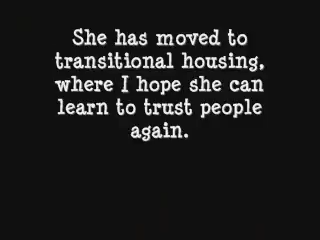 She has moved to
transitional housing,
where I hope she can
learn to trust people
again.